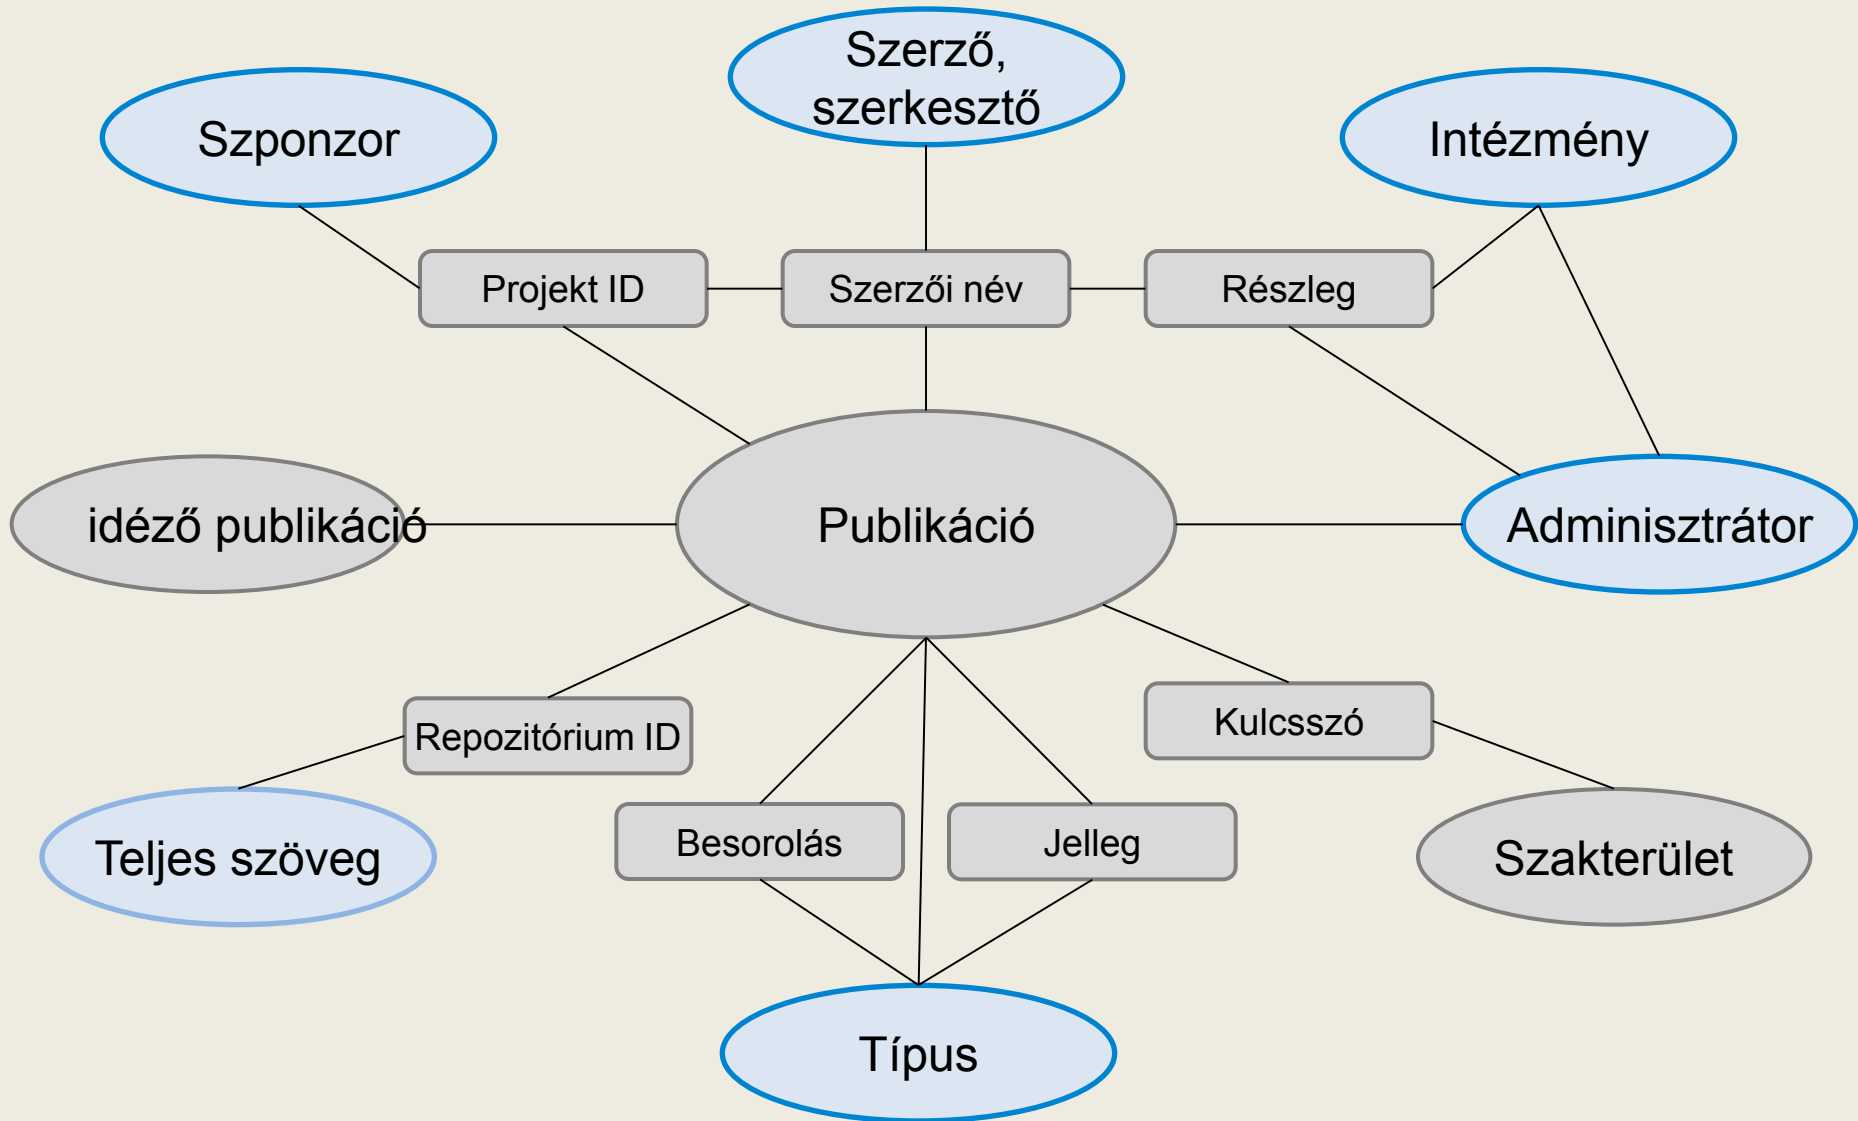 Szerző,
szerkesztő
Szponzor
Intézmény
Projekt ID
Szerzői név
Részleg
idéző publikáció
Publikáció
Adminisztrátor
Repozitórium ID
Kulcsszó
Teljes szöveg
Besorolás
Jelleg
Szakterület
Típus